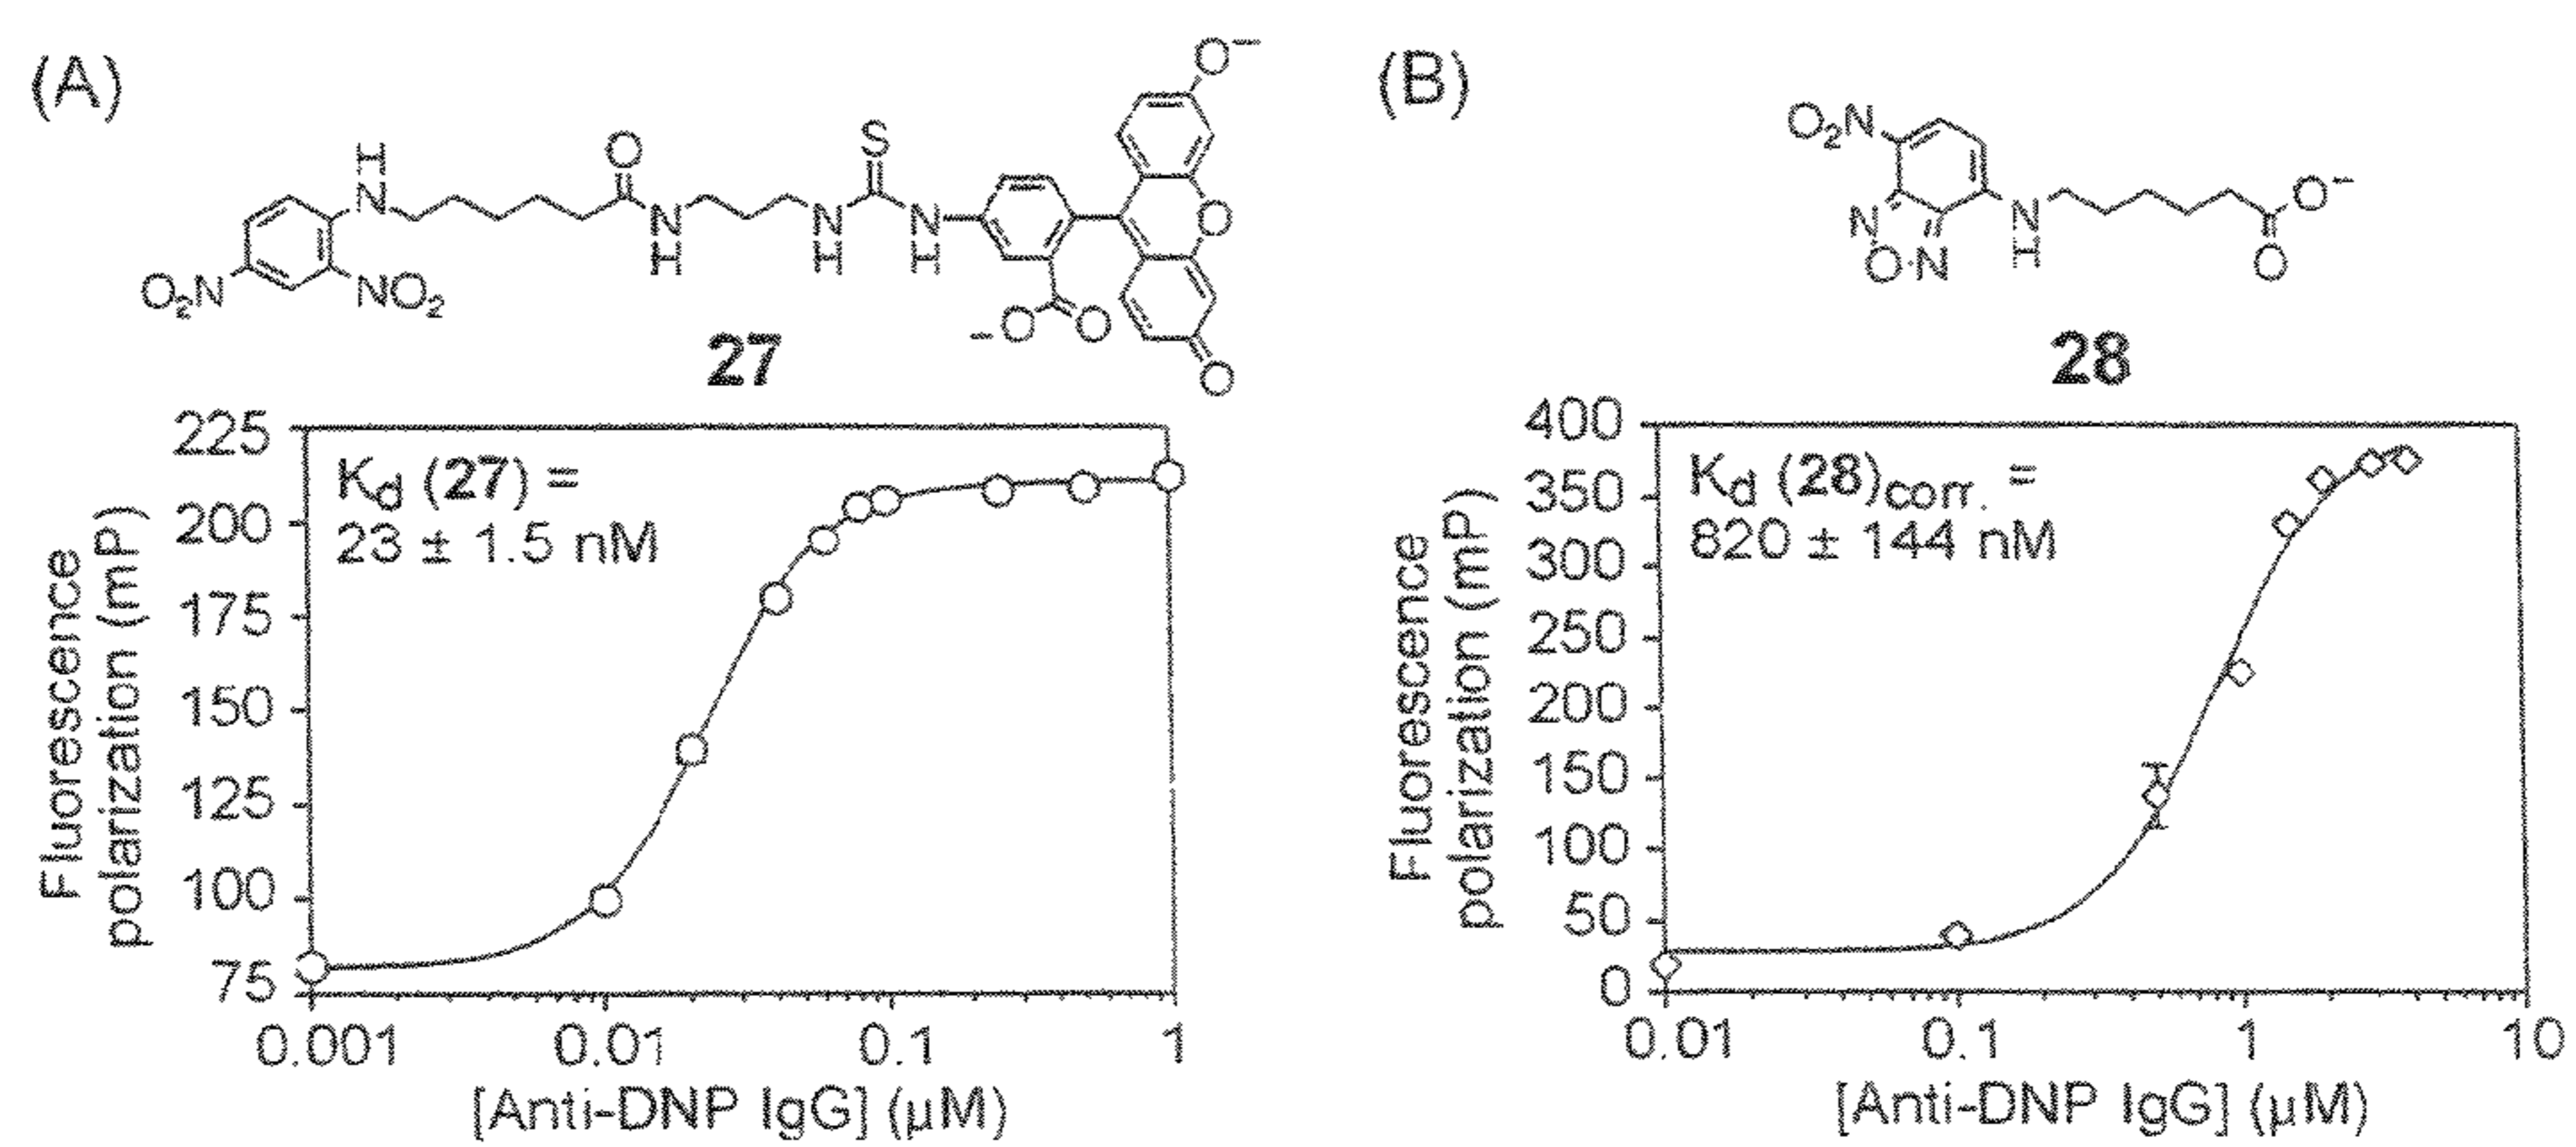 (A)
H
N
O₂N
NO₂
O
N
H
S
N
H
N
H
O⁻
O
⁻O
O
O
27
Fluorescence
polarization (mP)
225
200
175
150
125
100
75
K_d (27) =
23 ± 1.5 nM
0.001 0.01 0.1 1
[Anti-DNP IgG] (µM)
(B)
O₂N
N
O
N
N
H
O⁻
O
28
Fluorescence
polarization (mP)
400
350
300
250
200
150
100
50
0
K_d (28)corr. =
820 ± 144 nM
0.01 0.1 1 10
[Anti-DNP IgG] (µM)